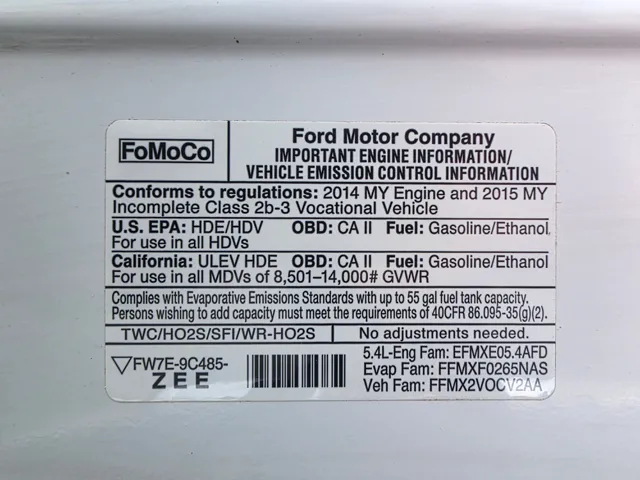 FoMoCo
Ford Motor Company
IMPORTANT ENGINE INFORMATION/
VEHICLE EMISSION CONTROL INFORMATION
Conforms to regulations: 2014 MY Engine and 2015 MY
Incomplete Class 2b-3 Vocational Vehicle
U.S. EPA: HDE/HDV OBD: CA II Fuel: Gasoline/Ethanol
For use in all HDVs
California: ULEV HDE OBD: CA II Fuel: Gasoline/Ethanol
For use in all MDVs of 8,501–14,000# GVWR
Complies with Evaporative Emissions Standards with up to 55 gal fuel tank capacity.
Persons wishing to add capacity must meet the requirements of 40CFR 86.095-35(g)(2).
TWC/HO2S/SFI/WR-HO2S No adjustments needed.
▽FW7E-9C485-
ZEE
5.4L-Eng Fam: EFMXE05.4AFD
Evap Fam: FFMXF0265NAS
Veh Fam: FFMX2VOCV2AA